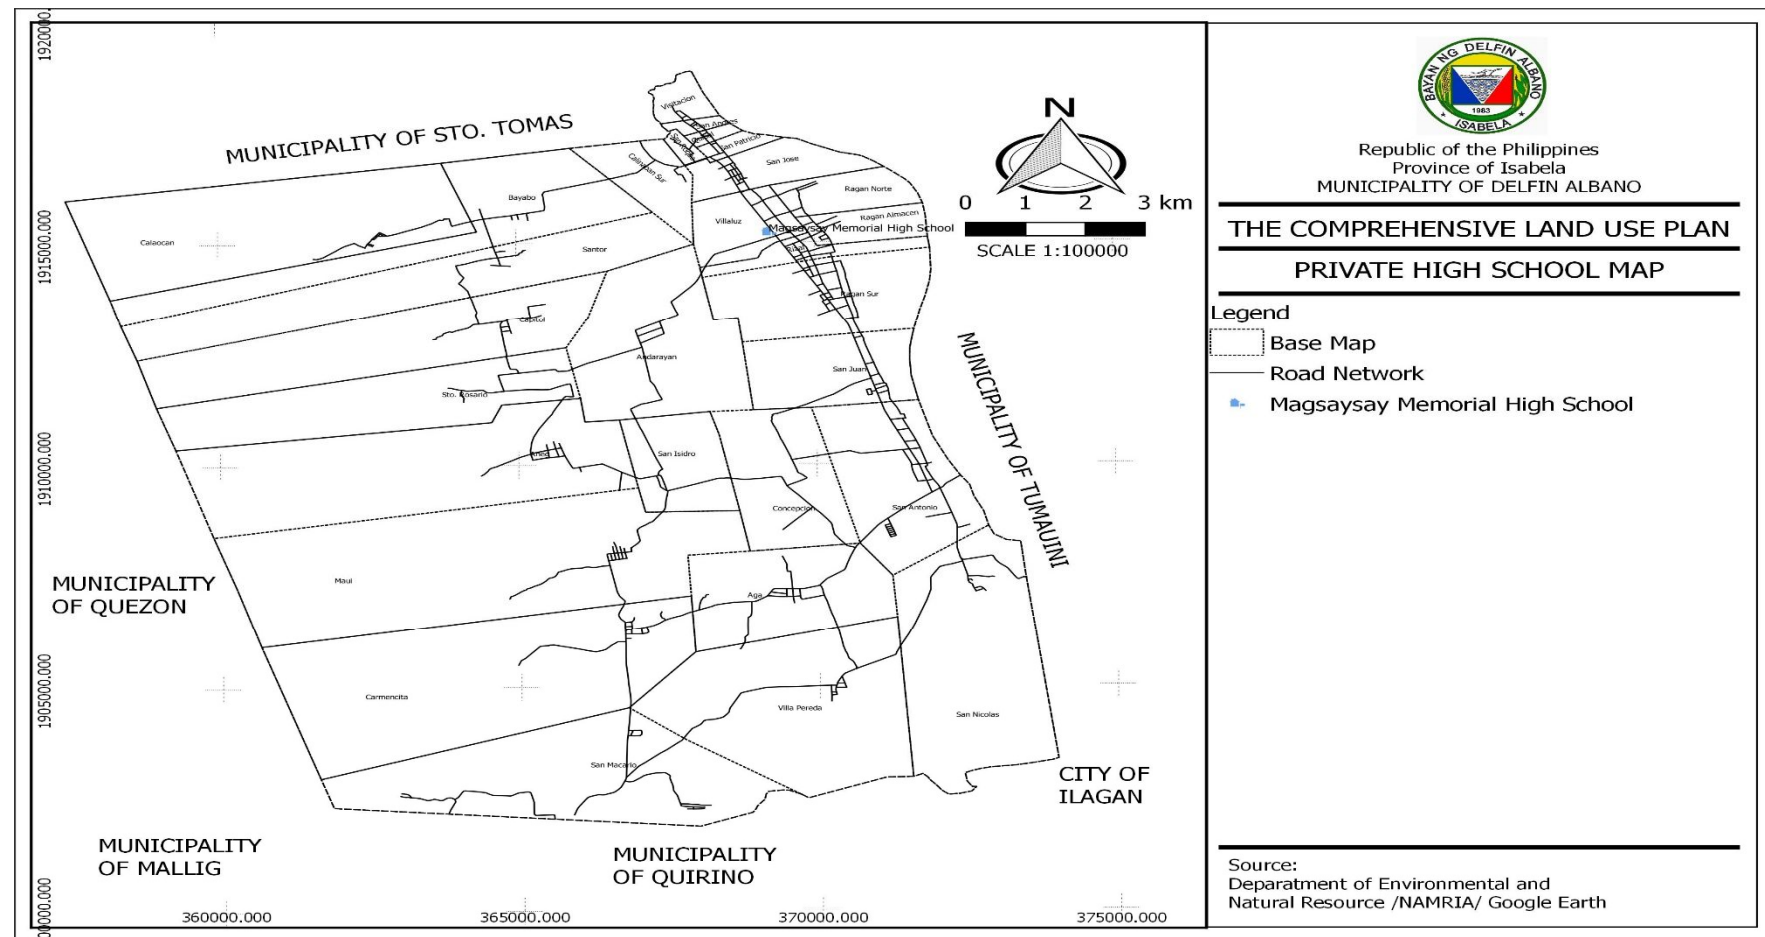 1920000.
1915000.000
1910000.000
1905000.000
00000.000
360000.000
365000.000
370000.000
375000.000
MUNICIPALITY OF STO. TOMAS
MUNICIPALITY
OF QUEZON
MUNICIPALITY
OF MALLIG
MUNICIPALITY
OF QUIRINO
CITY OF
ILAGAN
MUNICIPALITY OF TUMAUINI
Visitacion
San Patricio
San Jose
Calinaoan Sur
Bayabo
Calaocan
Santor
Villaluz
Ragan Norte
Ragan Almacen
Magsaysay Memorial High School
Rizal
Ragan Sur
Capitol
Andarayan
San Juan
Sto. Rosario
Aneg
San Isidro
Concepcion
San Antonio
Maui
Aga
Carmencita
Villa Pereda
San Nicolas
San Macario
N
0 1 2 3 km
SCALE 1:100000
BAYAN NG DELFIN ALBANO
1983
ISABELA
Republic of the Philippines
Province of Isabela
MUNICIPALITY OF DELFIN ALBANO
THE COMPREHENSIVE LAND USE PLAN
PRIVATE HIGH SCHOOL MAP
Legend
Base Map
Road Network
Magsaysay Memorial High School
Source:
Deparatment of Environmental and
Natural Resource /NAMRIA/ Google Earth